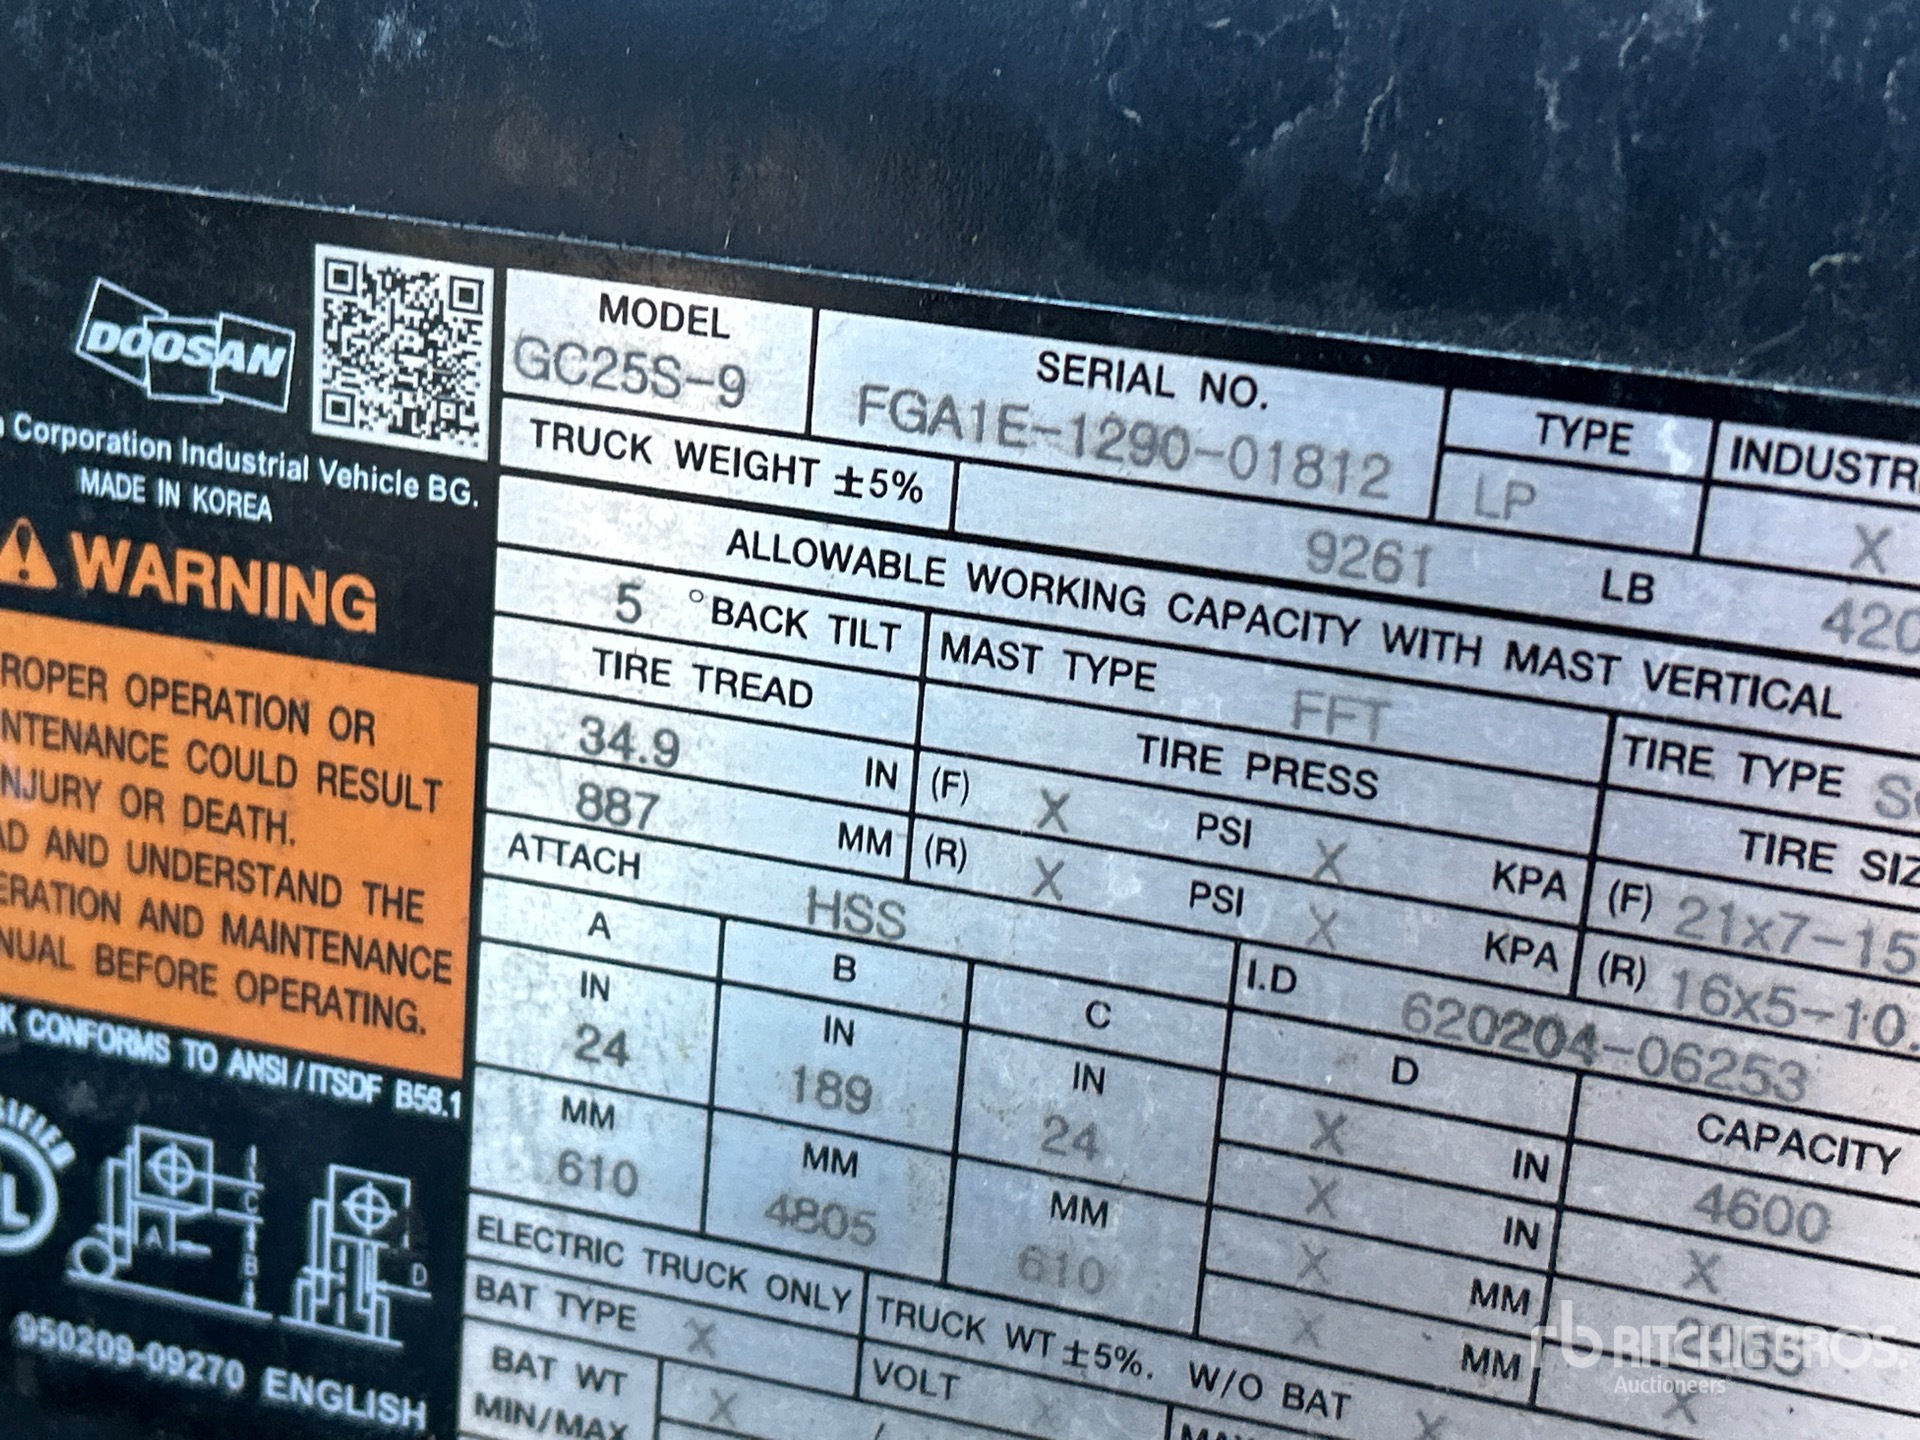 DOOSAN
Corporation Industrial Vehicle BG.
MADE IN KOREA
WARNING
ROPER OPERATION OR
NTENANCE COULD RESULT
NJURY OR DEATH.
AD AND UNDERSTAND THE
ERATION AND MAINTENANCE
NUAL BEFORE OPERATING.
K CONFORMS TO ANSI/ITSDF B56.1
SIFIED
L
A
C
B
D
950209-09270 ENGLISH
MODEL
GC25S-9
SERIAL NO.
FGA1E-1290-01812
TYPE
LP
INDUSTR
X
TRUCK WEIGHT ±5%
9261 LB
420
ALLOWABLE WORKING CAPACITY WITH MAST VERTICAL
5 °BACK TILT
MAST TYPE FFT
TIRE TYPE
TIRE TREAD
TIRE PRESS
TIRE SIZ
34.9 IN
(F) X PSI X KPA
(F) 21x7-15
887 MM
(R) X PSI X KPA
(R) 16x5-10.
ATTACH HSS
I.D 620204-06253
A
B
C
D
CAPACITY
IN
24
IN
189
IN
24
X IN
4600
X IN
X
MM
610
MM
4805
MM
610
X MM
X MM
X
ELECTRIC TRUCK ONLY
BAT TYPE X
TRUCK WT ±5%. W/O BAT X
BAT WT
MIN/MAX
X /
VOLT X
RITCHIE BROS.
Auctioneers